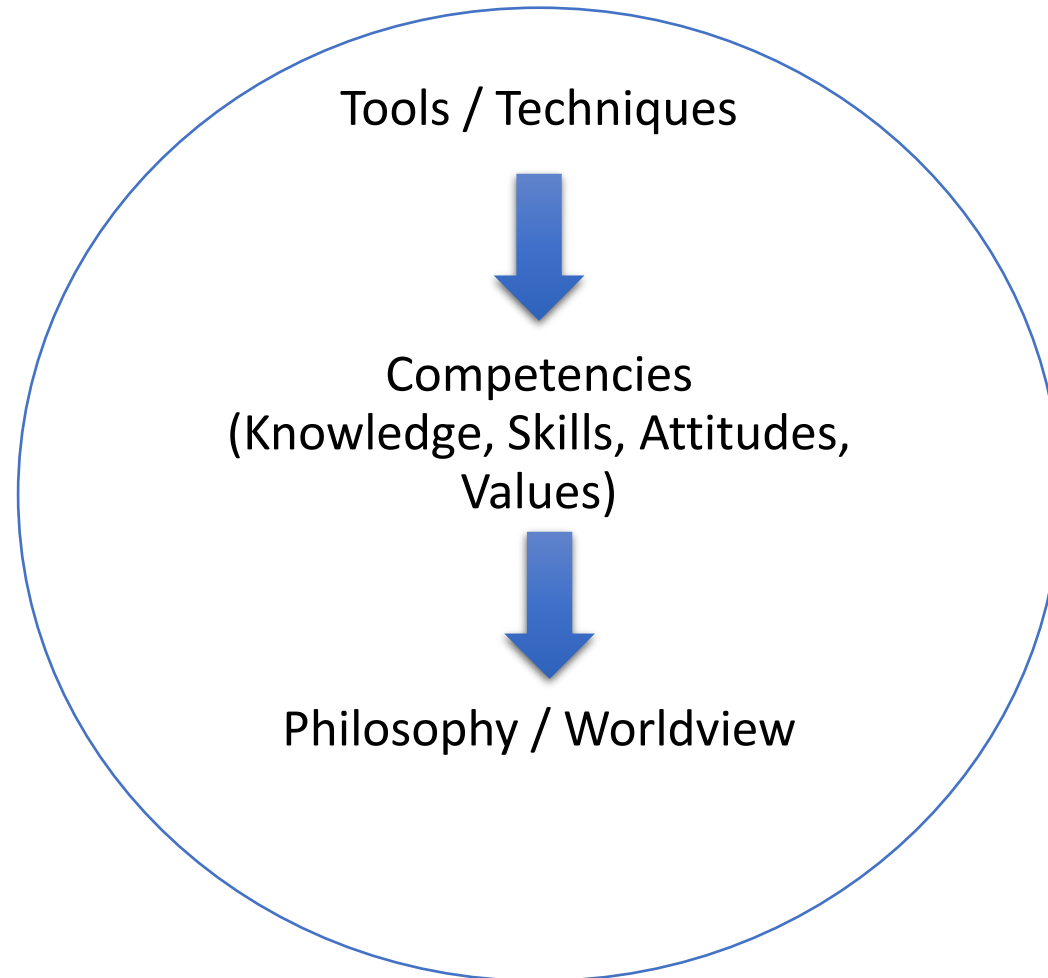 Tools / Techniques
Competencies
(Knowledge, Skills, Attitudes,
Values)
Philosophy / Worldview